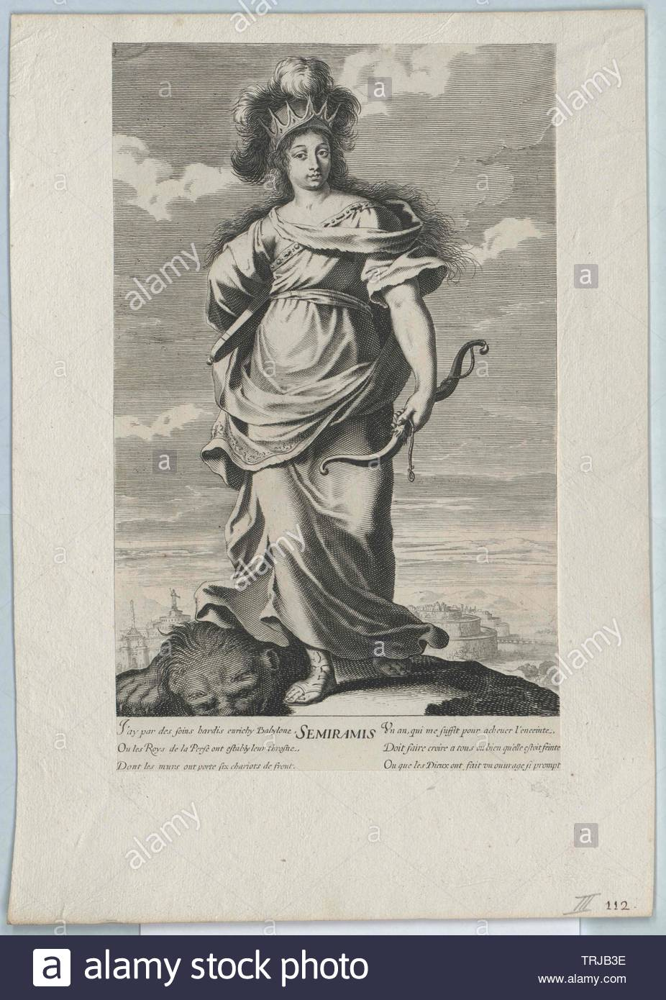 J'ay par des soins hardis enrichy Babylone,
Ou les Roys de la Perse ont estably leur throsne,
Dont les murs ont porte six chariots de front.
SEMIRAMIS
Vn an, qui me suffit pour acheuer l'enceinte,
Doit faire croire a tous ou bien qu'elle estoit feinte
Ou que les Dieux ont fait vn ouurage si prompt
III 112.
a alamy stock photo
TRJB3E
www.alamy.com